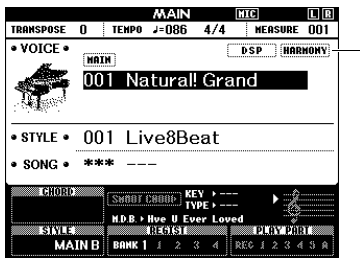 MAIN MIC L R
TRANSPOSE 0 TEMPO ♩=086 4/4 MEASURE 001
• VOICE • DSP HARMONY
MAIN
001 Natural! Grand
• STYLE • 001 Live8Beat
• SONG • *** ---
CHORD SMART CHORD KEY ▸ ---
TYPE ▸ ---
M.D.B. ▸ Hve U Ever Loved
STYLE REGIST PLAY PART
MAIN B BANK 1 1 2 3 4 REC 1 2 3 4 5 A